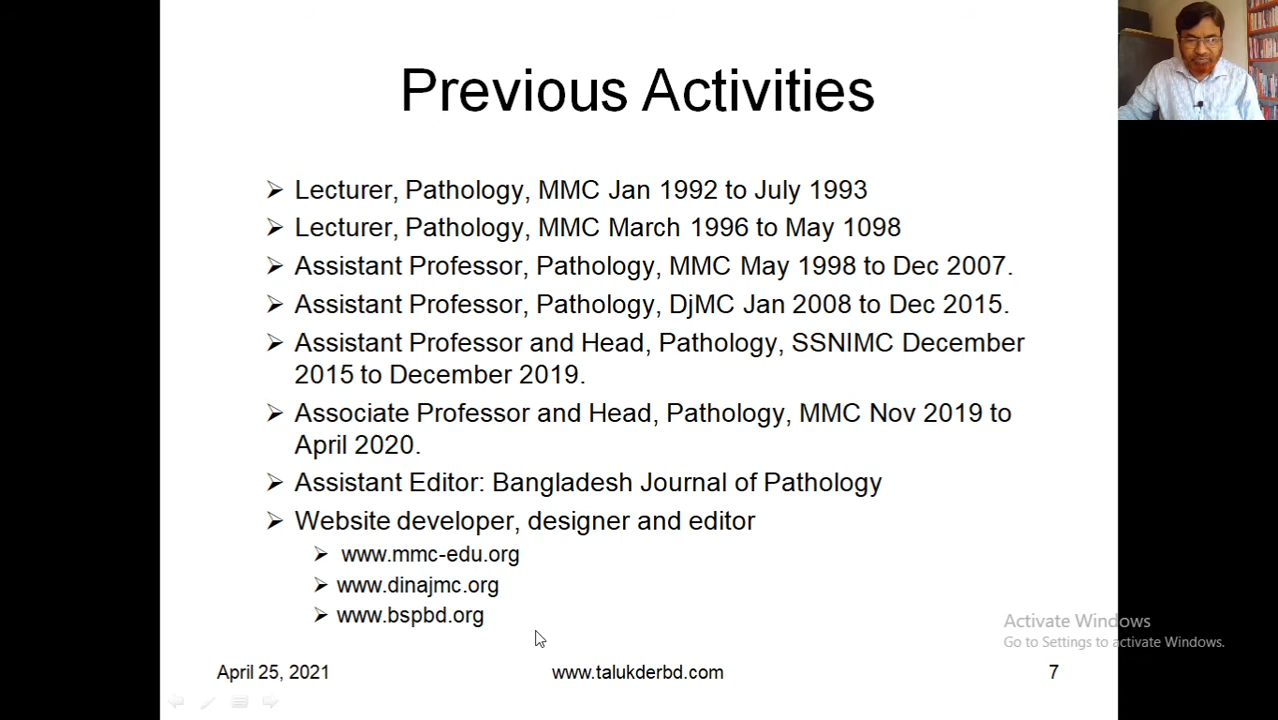 Previous Activities
Lecturer, Pathology, MMC Jan 1992 to July 1993
Lecturer, Pathology, MMC March 1996 to May 1098
Assistant Professor, Pathology, MMC May 1998 to Dec 2007.
Assistant Professor, Pathology, DjMC Jan 2008 to Dec 2015.
Assistant Professor and Head, Pathology, SSNIMC December
2015 to December 2019.
Associate Professor and Head, Pathology, MMC Nov 2019 to
April 2020.
Assistant Editor: Bangladesh Journal of Pathology
Website developer, designer and editor
www.mmc-edu.org
www.dinajmc.org
www.bspbd.org
Activate Windows
Go to Settings to activate Windows.
April 25, 2021
www.talukderbd.com
7